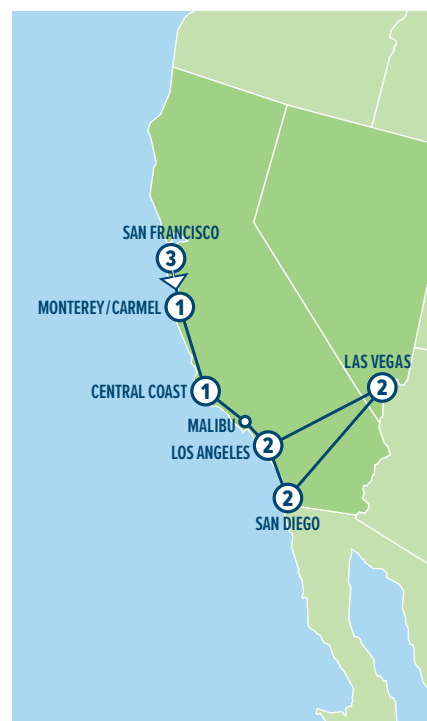 SAN FRANCISCO
3
MONTEREY/CARMEL
1
LAS VEGAS
2
CENTRAL COAST
1
MALIBU
LOS ANGELES
2
2
SAN DIEGO